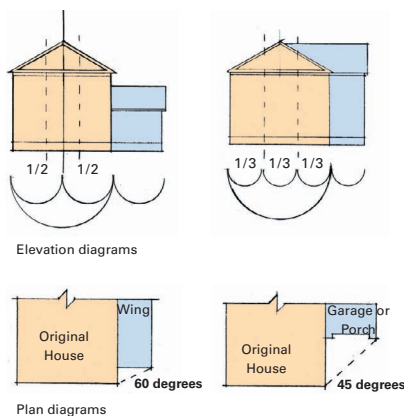 1/2 1/2
1/3 1/3 1/3
Elevation diagrams
Wing
Original
House
60 degrees
Garage or
Porch
Original
House
45 degrees
Plan diagrams